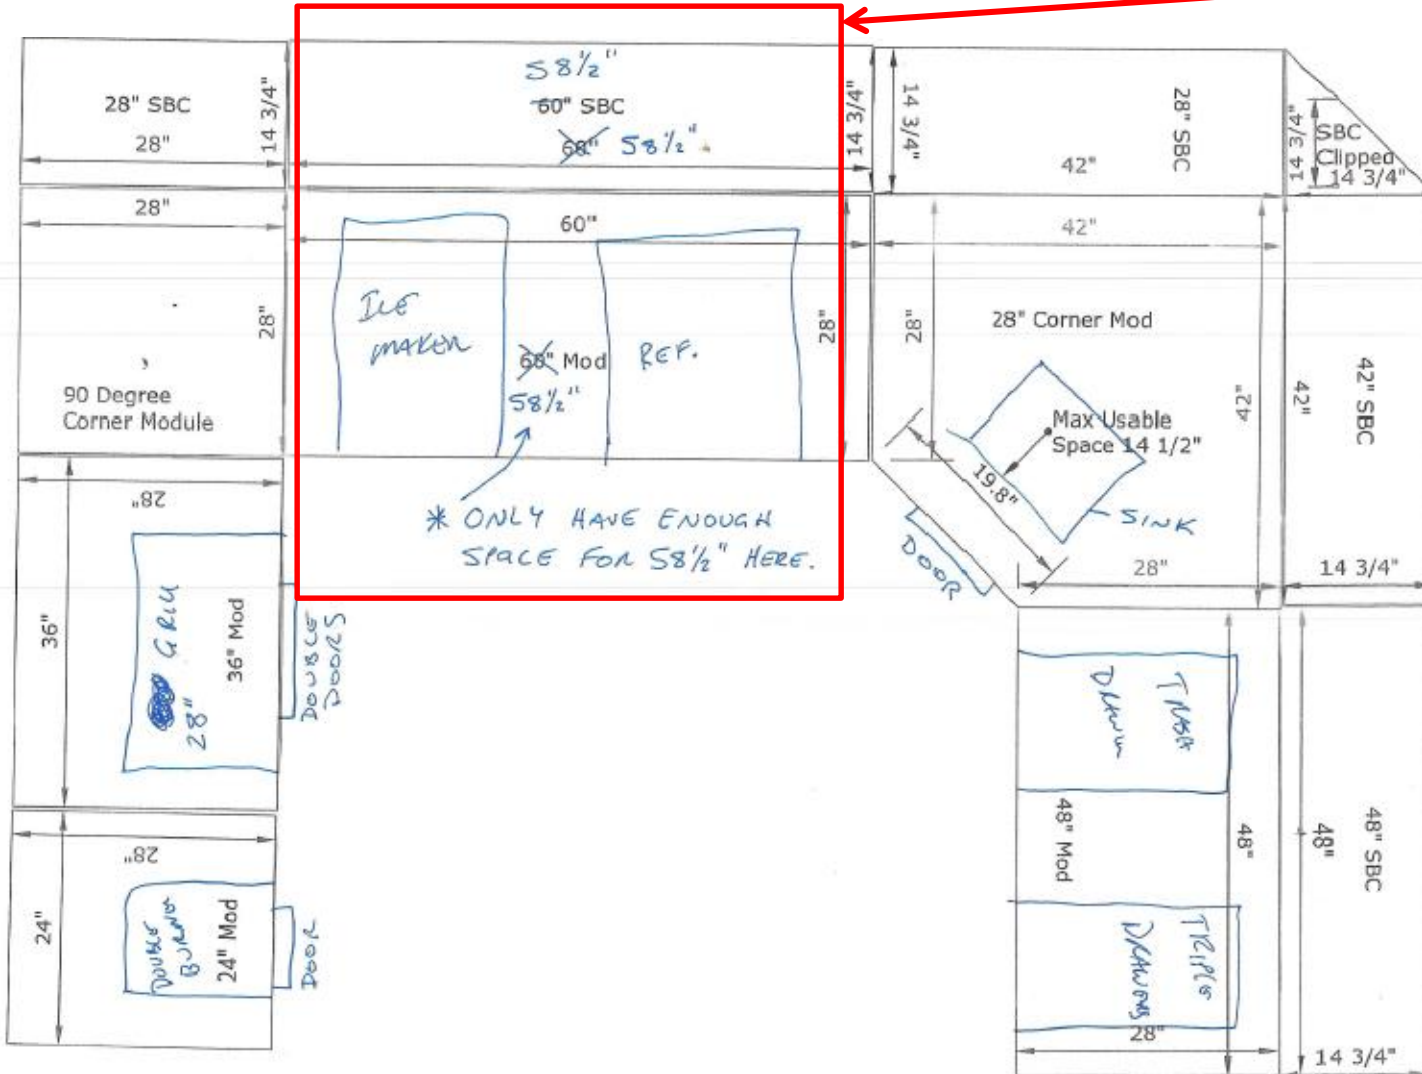 58½"
60" SBC
60" 58½"
28" SBC
28"
14 3/4"
14 3/4"
14 3/4"
42"
28" SBC
14 3/4"
SBC
Clipped
14 3/4"
28"
28"
90 Degree
Corner Module
60"
ICE
MAKER
60" Mod
58½"
REF.
28"
* ONLY HAVE ENOUGH
SPACE FOR 58½" HERE.
42"
28"
28" Corner Mod
Max Usable
Space 14 1/2"
19.8"
SINK
DOOR
42"
28"
42"
42" SBC
14 3/4"
28"
36"
GRILL
28"
36" Mod
DOUBLE
DOORS
28"
24"
DOUBLE
BURNER
24" Mod
DOOR
TRASH
DRAWER
48" Mod
48"
48"
48" SBC
TRIPLE
DRAWERS
28"
14 3/4"